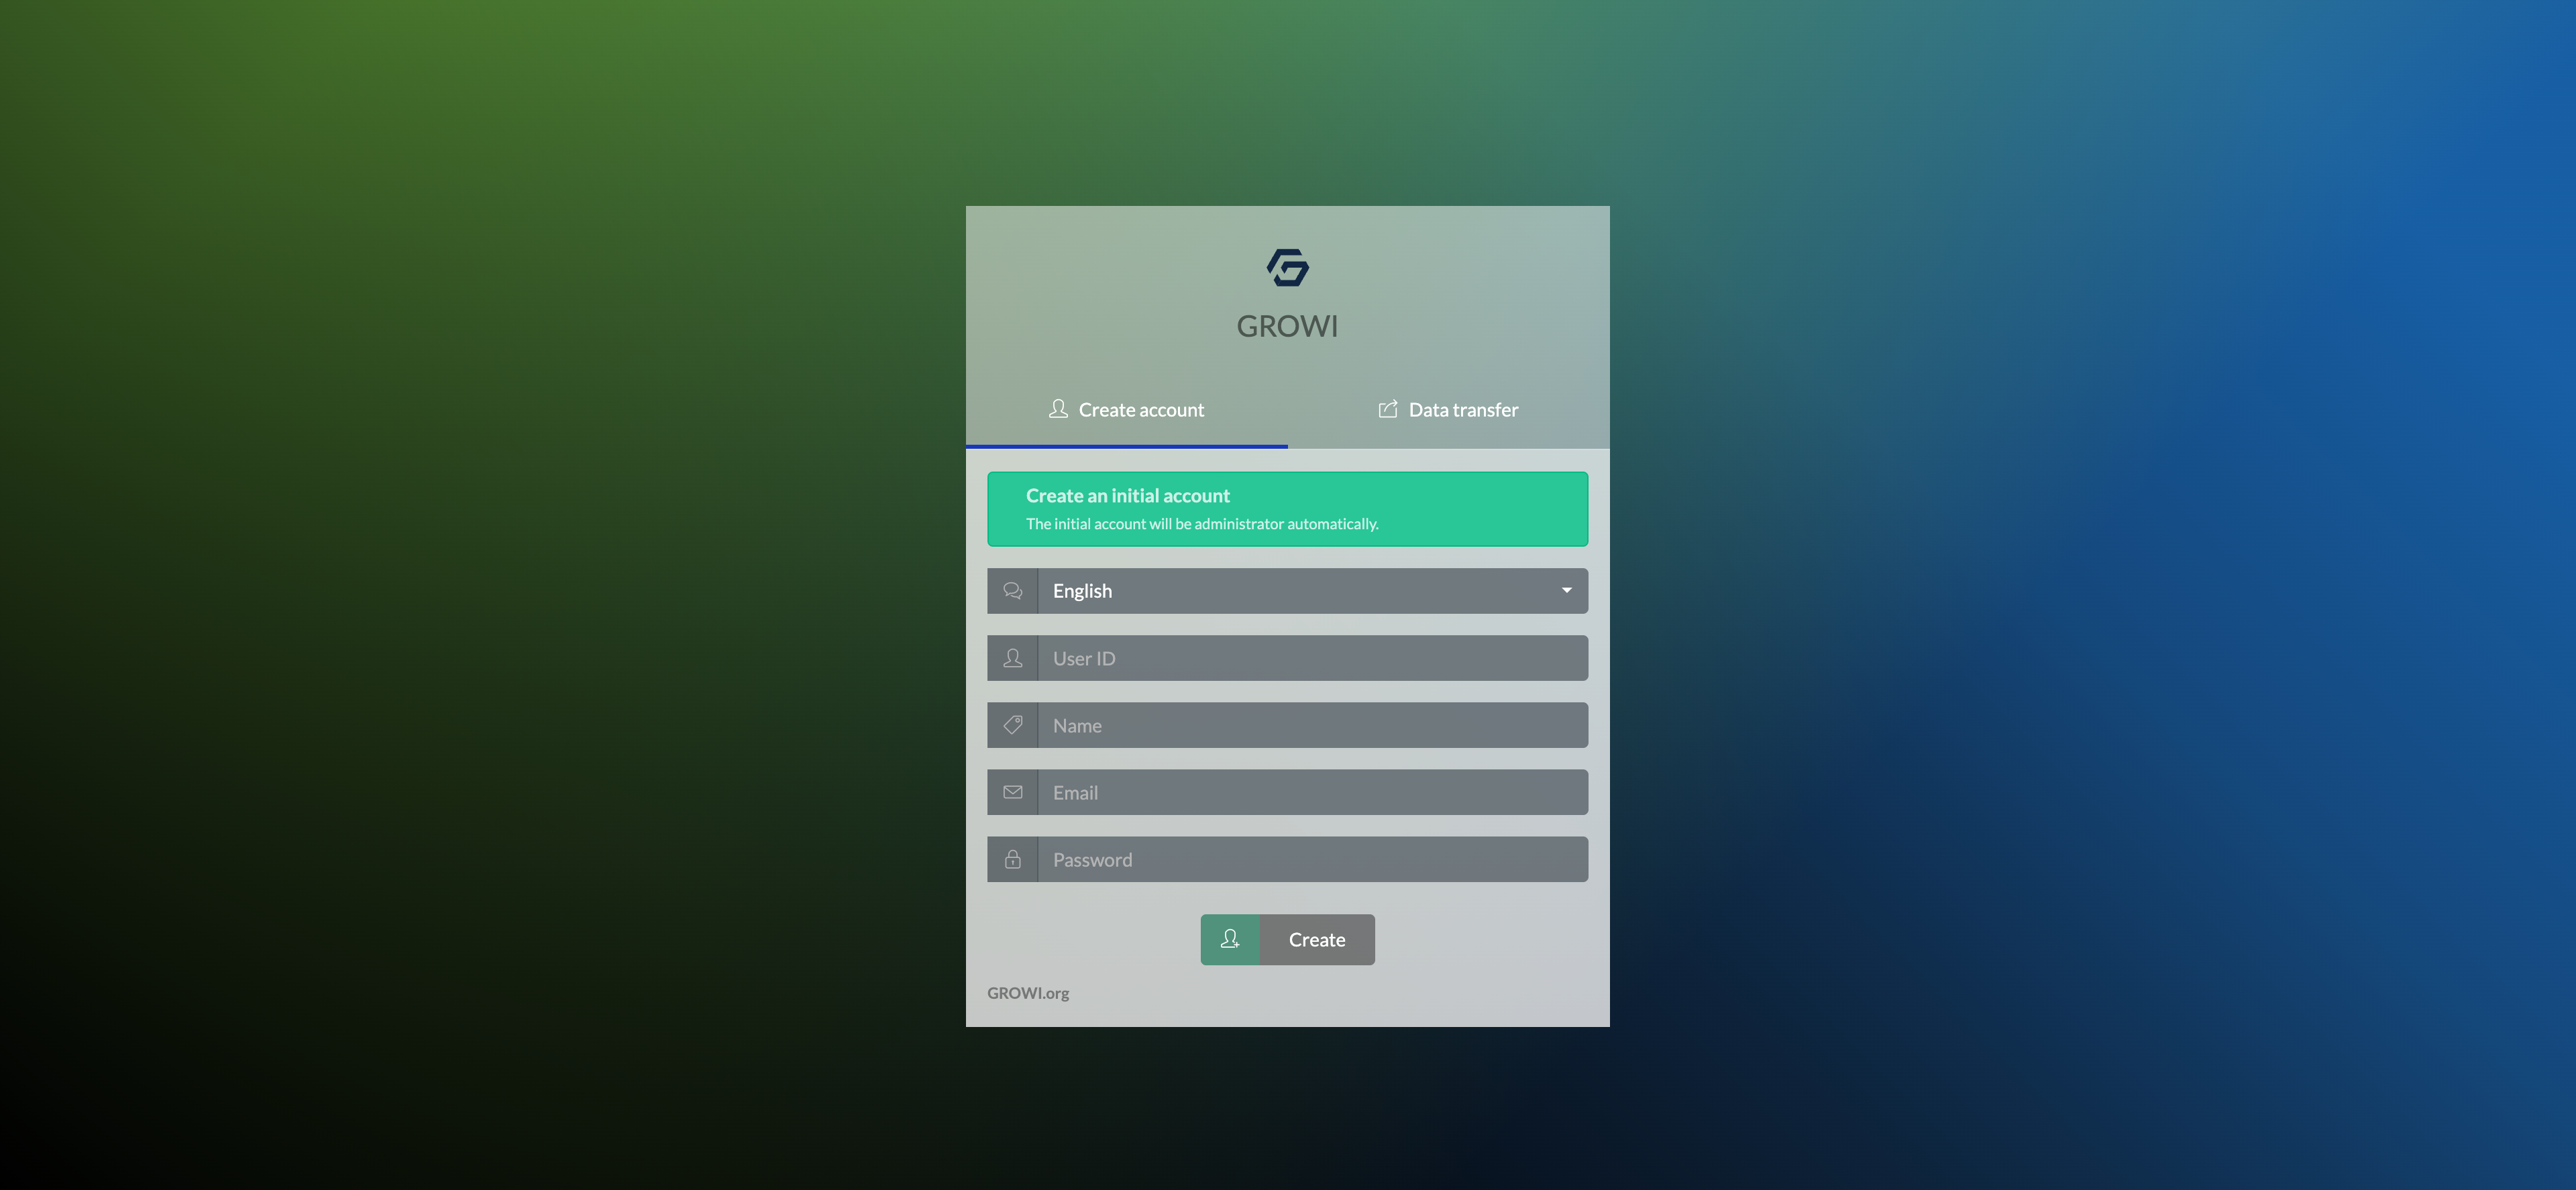 GROWI
Create account
Data transfer
Create an initial account
The initial account will be administrator automatically.
English
User ID
Name
Email
Password
Create
GROWI.org